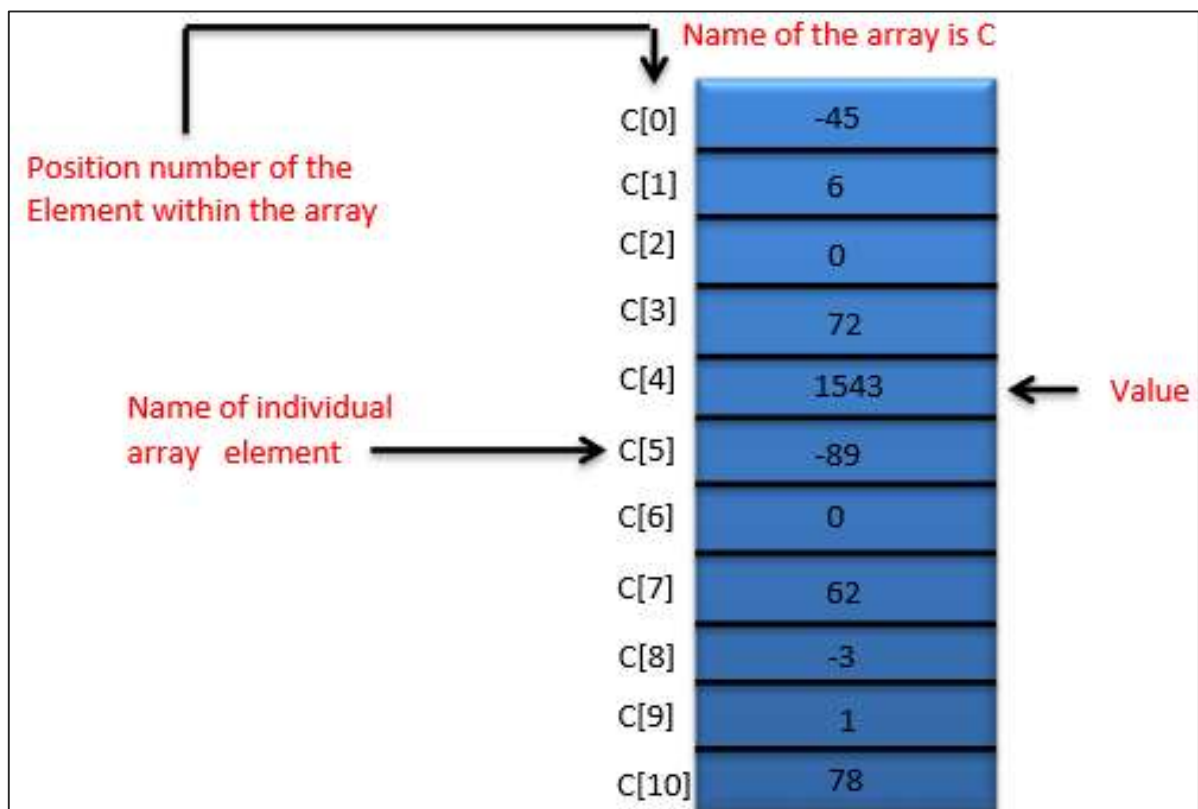 Name of the array is C
Position number of the
Element within the array
C[0] -45
C[1] 6
C[2] 0
C[3] 72
C[4] 1543
Value
Name of individual
array element
C[5] -89
C[6] 0
C[7] 62
C[8] -3
C[9] 1
C[10] 78